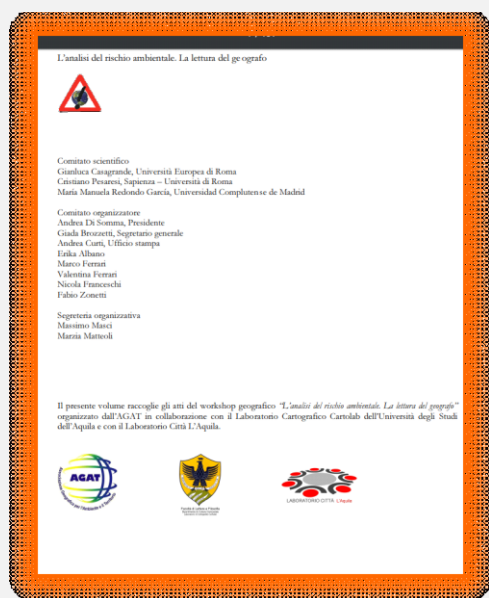 L'analisi del rischio ambientale. La lettura del ge ografo
Comitato scientifico
Gianluca Casagrande, Università Europea di Roma
Cristiano Pesaresi, Sapienza – Università di Roma
María Manuela Redondo García, Universidad Complutense de Madrid
Comitato organizzatore
Andrea Di Somma, Presidente
Giada Brozzetti, Segretario generale
Andrea Curti, Ufficio stampa
Erika Albano
Marco Ferrari
Valentina Ferrari
Nicola Franceschi
Fabio Zonetti
Segreteria organizzativa
Massimo Masci
Marzia Matteoli
Il presente volume raccoglie gli atti del workshop geografico "L'analisi del rischio ambientale. La lettura del geografo"
organizzato dall'AGAT in collaborazione con il Laboratorio Cartografico Cartolab dell'Università degli Studi
dell'Aquila e con il Laboratorio Città L'Aquila.
AGAT
LABORATORIO CITTÀ L'Aquila